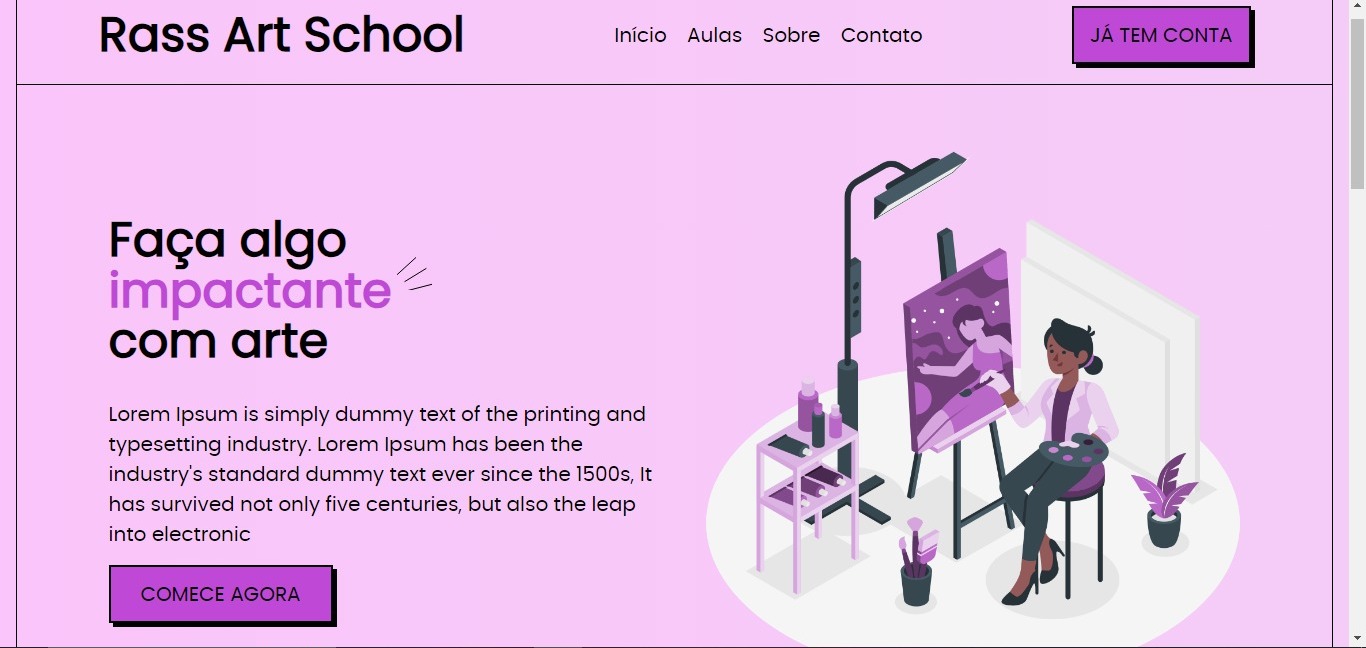 Rass Art School
Início Aulas Sobre Contato
JÁ TEM CONTA
Faça algo
impactante
com arte
Lorem Ipsum is simply dummy text of the printing and
typesetting industry. Lorem Ipsum has been the
industry's standard dummy text ever since the 1500s, It
has survived not only five centuries, but also the leap
into electronic
COMECE AGORA